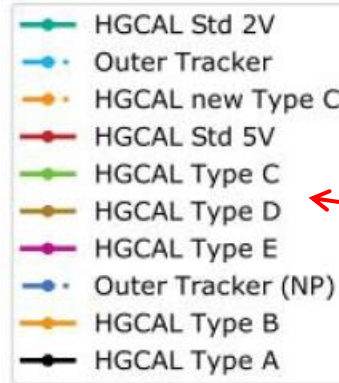 HGCAL Std 2V
Outer Tracker
HGCAL new Type C
HGCAL Std 5V
HGCAL Type C
HGCAL Type D
HGCAL Type E
Outer Tracker (NP)
HGCAL Type B
HGCAL Type A